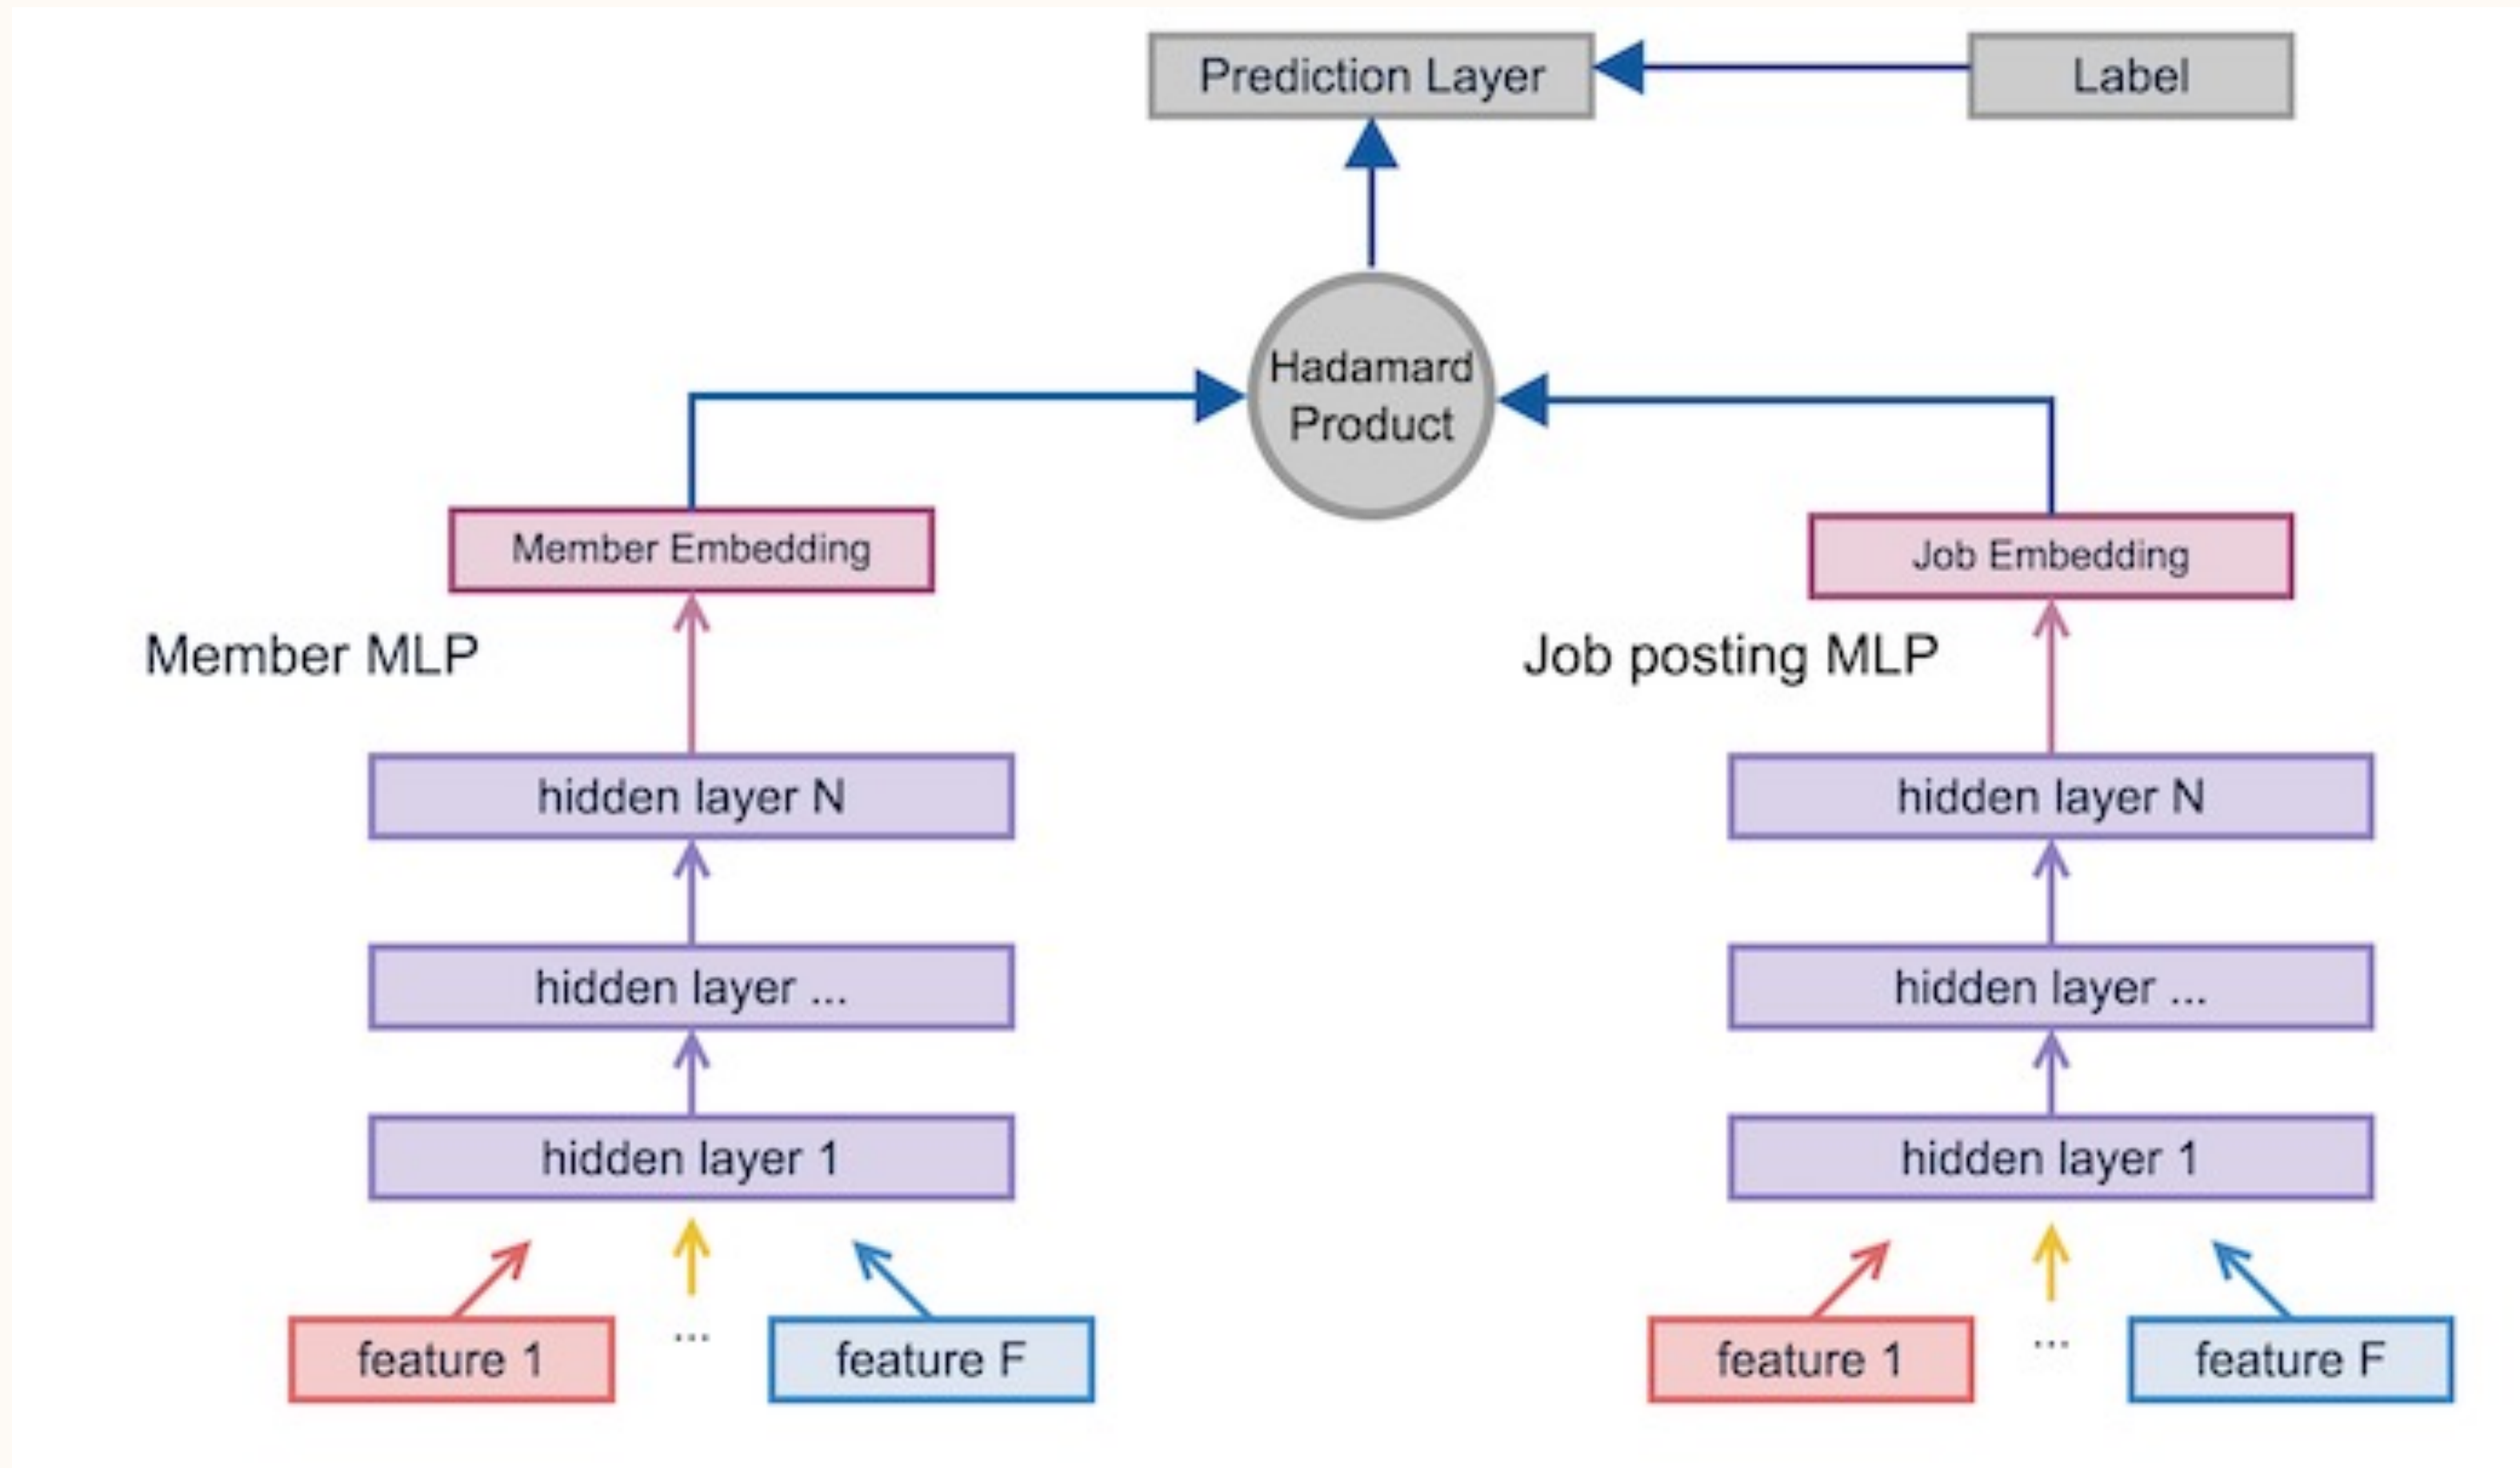 Prediction Layer
Label
Hadamard
Product
Member Embedding
Job Embedding
Member MLP
Job posting MLP
hidden layer N
hidden layer N
hidden layer ...
hidden layer ...
hidden layer 1
hidden layer 1
feature 1
...
feature F
feature 1
...
feature F